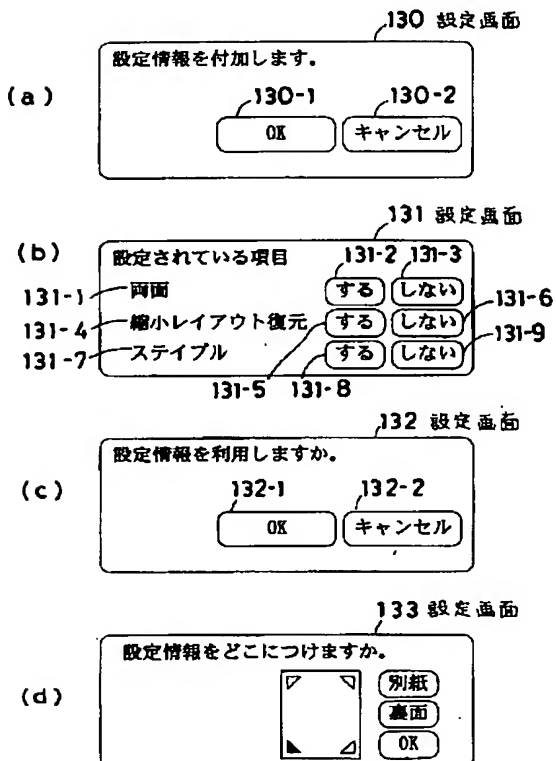 130 設定画面
(a)
設定情報を付加します。
130-1 130-2
OK キャンセル
131 設定画面
(b)
設定されている項目 131-2 131-3
131-1 両面 する しない 131-6
131-4 縮小レイアウト復元 する しない 131-9
131-7 ステイプル する しない
131-5 131-8
132 設定画面
(c)
設定情報を利用しますか。
132-1 132-2
OK キャンセル
133 設定画面
(d)
設定情報をどこにつけますか。
別紙
裏面
OK